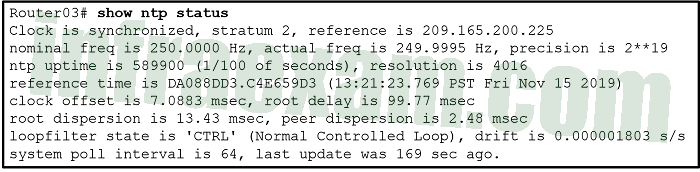 Router03# show ntp status
Clock is synchronized, stratum 2, reference is 209.165.200.225
nominal freq is 250.0000 Hz, actual freq is 249.9995 Hz, precision is 2**19
ntp uptime is 589900 (1/100 of seconds), resolution is 4016
reference time is DA088DD3.C4E659D3 (13:21:23.769 PST Fri Nov 15 2019)
clock offset is 7.0883 msec, root delay is 99.77 msec
root dispersion is 13.43 msec, peer dispersion is 2.48 msec
loopfilter state is 'CTRL' (Normal Controlled Loop), drift is 0.000001803 s/s
system poll interval is 64, last update was 169 sec ago.